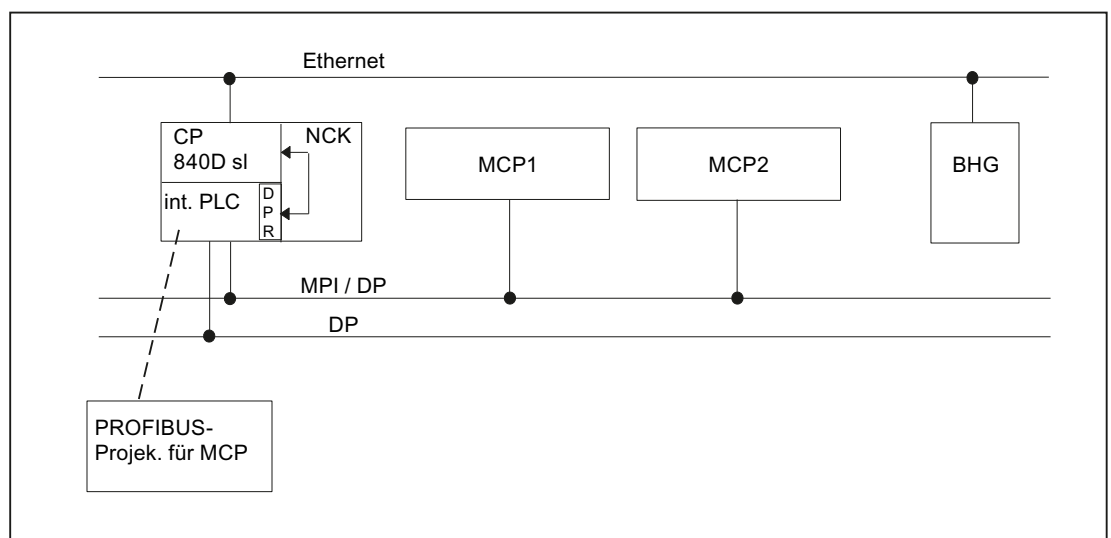 Ethernet
CP
840D sl
NCK
int. PLC
D
P
R
MCP1
MCP2
BHG
MPI / DP
DP
PROFIBUS-
Projek. für MCP